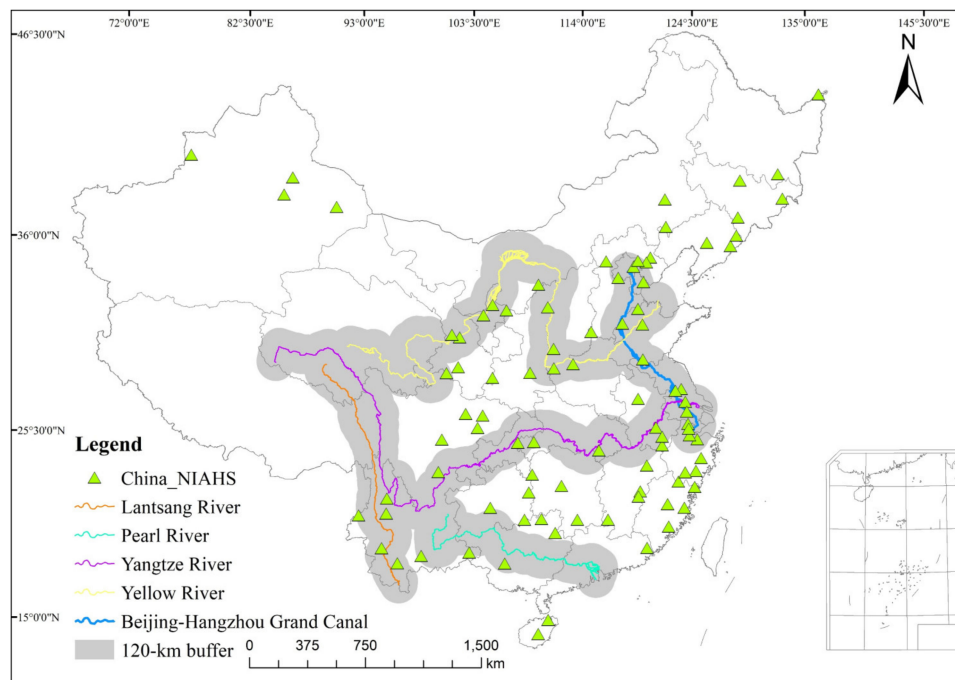 72°0'0"E 82°30'0"E 93°0'0"E 103°30'0"E 114°0'0"E 124°30'0"E 135°0'0"E 145°30'0"E
46°30'0"N
N
36°0'0"N
25°30'0"N
15°0'0"N
Legend
China_NIAHS
Lantsang River
Pearl River
Yangtze River
Yellow River
Beijing-Hangzhou Grand Canal
120-km buffer
0 375 750 1,500
km